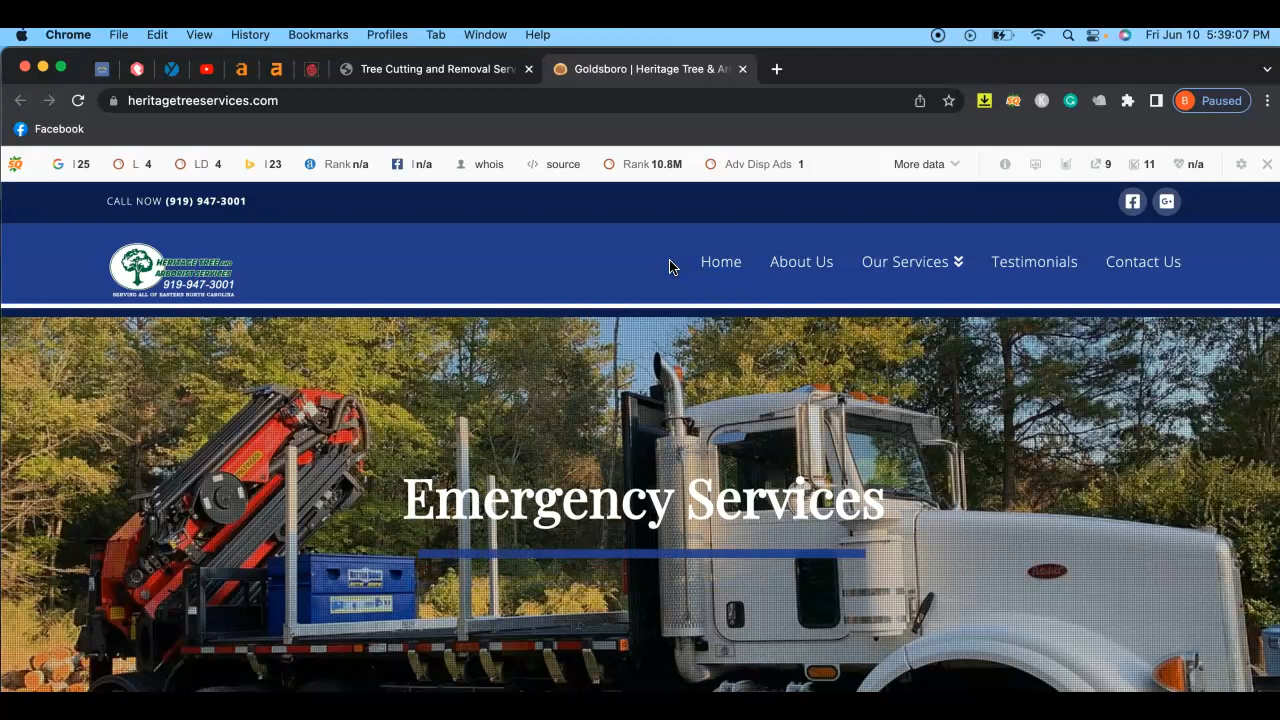 Chrome File Edit View History Bookmarks Profiles Tab Window Help Fri Jun 10 5:39:07 PM
Tree Cutting and Removal Serv Goldsboro | Heritage Tree & Ar
heritagetreeservices.com Paused
Facebook
I 25 L 4 LD 4 I 23 Rank n/a I n/a whois source Rank 10.8M Adv Disp Ads 1 More data 9 11 n/a
CALL NOW (919) 947-3001
HERITAGE TREE AND
ARBORIST SERVICES
919-947-3001
SERVING ALL OF EASTERN NORTH CAROLINA
Home About Us Our Services Testimonials Contact Us
Emergency Services